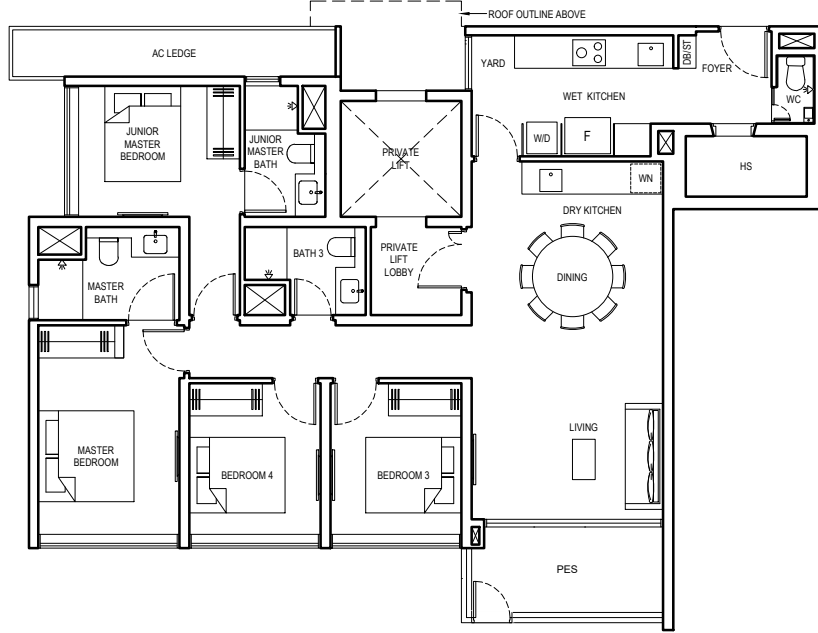 ROOF OUTLINE ABOVE
AC LEDGE
YARD
DB/ST
FOYER
WET KITCHEN
WC
JUNIOR
MASTER
BEDROOM
JUNIOR
MASTER
BATH
PRIVATE
LIFT
W/D
F
HS
WN
DRY KITCHEN
PRIVATE
LIFT
LOBBY
BATH 3
MASTER
BATH
DINING
LIVING
MASTER
BEDROOM
BEDROOM 4
BEDROOM 3
PES